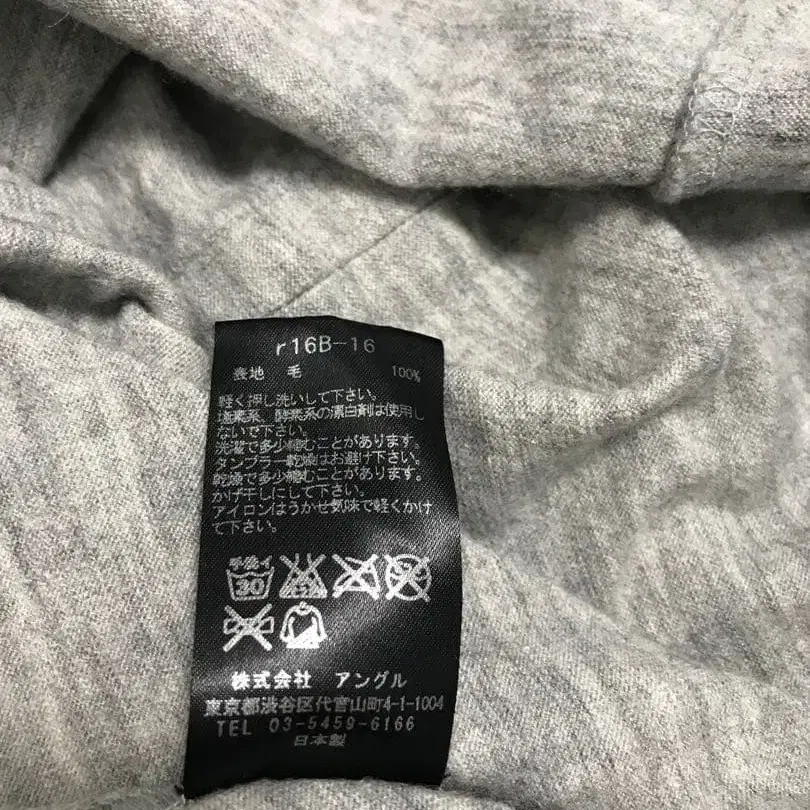 r16B-16
表地 毛 100%
軽く押し洗いして下さい。
塩素系、酵素系の漂白剤は使用し
ないで下さい。
洗濯で多少縮むことがあります。
タンブラー乾燥はお避け下さい。
乾燥で多少縮むことがあります。
かげ干しにして下さい。
アイロンはうかせ気味で軽くかけ
て下さい。
手洗イ
30
株式会社 アングル
東京都渋谷区代官山町4-1-1004
TEL 03-5459-6166
日本製